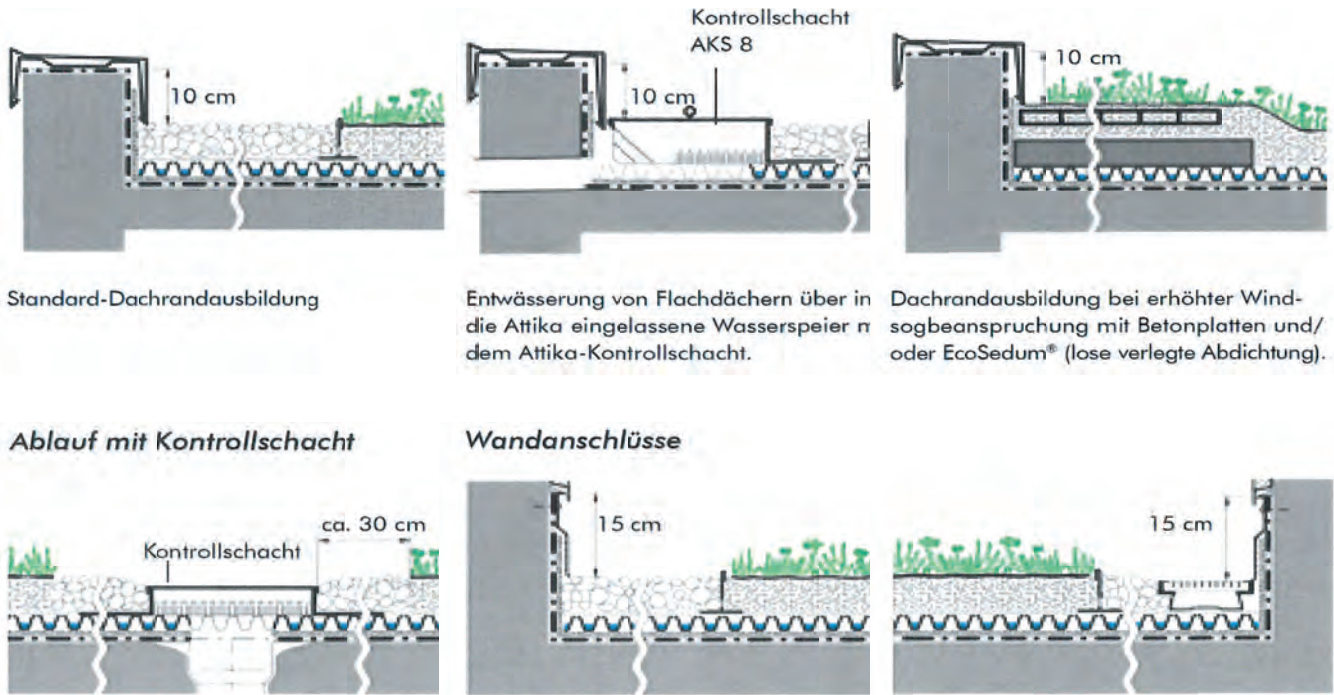 Kontrollschacht
AKS 8
10 cm
10 cm
10 cm
Standard-Dachrandausbildung
Entwässerung von Flachdächern über in
die Attika eingelassene Wasserspeier m
dem Attika-Kontrollschacht.
Dachrandausbildung bei erhöhter Wind-
sogbeanspruchung mit Betonplatten und/
oder EcoSedum® (lose verlegte Abdichtung).
Ablauf mit Kontrollschacht
Wandanschlüsse
ca. 30 cm
Kontrollschacht
15 cm
15 cm